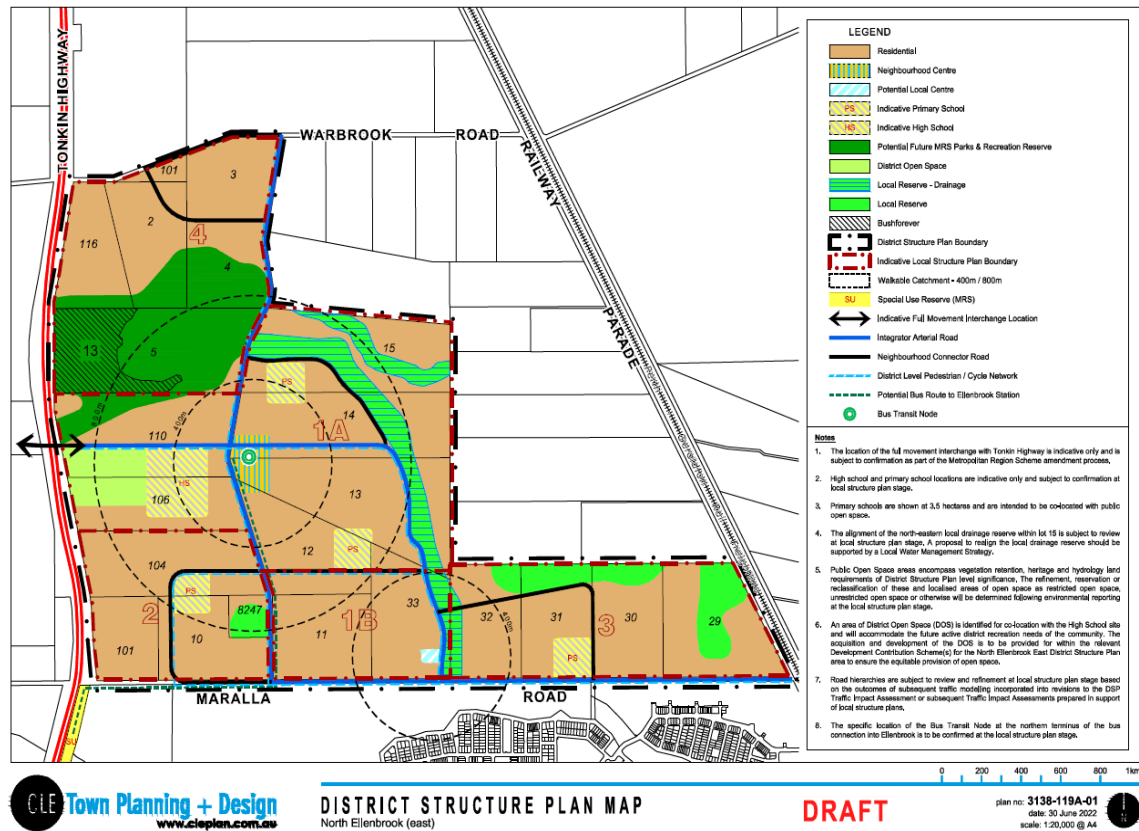 TONKIN HIGHWAY
WARBROOK ROAD
RAILWAY
PARADE
101
3
2
4
116
4
15
13
5
PS
14
800m
400m
110
1A
HS
106
13
12
PS
104
PS
8247
2
10
11
1B
33
32
31
3
30
29
400m
PS
101
MARALLA ROAD
SU
LEGEND
Residential
Neighbourhood Centre
Potential Local Centre
PS Indicative Primary School
HS Indicative High School
Potential Future MRS Parks & Recreation Reserve
District Open Space
Local Reserve - Drainage
Local Reserve
Bushforever
District Structure Plan Boundary
Indicative Local Structure Plan Boundary
Walkable Catchment - 400m / 800m
SU Special Use Reserve (MRS)
Indicative Full Movement Interchange Location
Integrator Arterial Road
Neighbourhood Connector Road
District Level Pedestrian / Cycle Network
Potential Bus Route to Ellenbrook Station
Bus Transit Node
Notes
1. The location of the full movement interchange with Tonkin Highway is indicative only and is
subject to confirmation as part of the Metropolitan Region Scheme amendment process.
2. High school and primary school locations are indicative only and subject to confirmation at
local structure plan stage.
3. Primary schools are shown at 3.5 hectares and are intended to be co-located with public
open space.
4. The alignment of the north-eastern local drainage reserve within lot 15 is subject to review
at local structure plan stage. A proposal to realign the local drainage reserve should be
supported by a Local Water Management Strategy.
5. Public Open Space areas encompass vegetation retention, heritage and hydrology land
requirements of District Structure Plan level significance. The refinement, reservation or
reclassification of these and localised areas of open space as restricted open space,
unrestricted open space or otherwise will be determined following environmental reporting
at the local structure plan stage.
6. An area of District Open Space (DOS) is identified for co-location with the High School site
and will accommodate the future active district recreation needs of the community. The
acquisition and development of the DOS is to be provided for within the relevant
Development Contribution Scheme(s) for the North Ellenbrook East District Structure Plan
area to ensure the equitable provision of open space.
7. Road hierarchies are subject to review and refinement at local structure plan stage based
on the outcomes of subsequent traffic modelling incorporated into revisions to the DSP
Traffic Impact Assessment or subsequent Traffic Impact Assessments prepared in support
of local structure plans.
8. The specific location of the Bus Transit Node at the northern terminus of the bus
connection into Ellenbrook is to be confirmed at the local structure plan stage.
0 200 400 600 800 1km
CLE Town Planning + Design
www.cleplan.com.au
DISTRICT STRUCTURE PLAN MAP
North Ellenbrook (east)
DRAFT
plan no: 3138-119A-01
date: 30 June 2022
scale: 1:20,000 @ A4